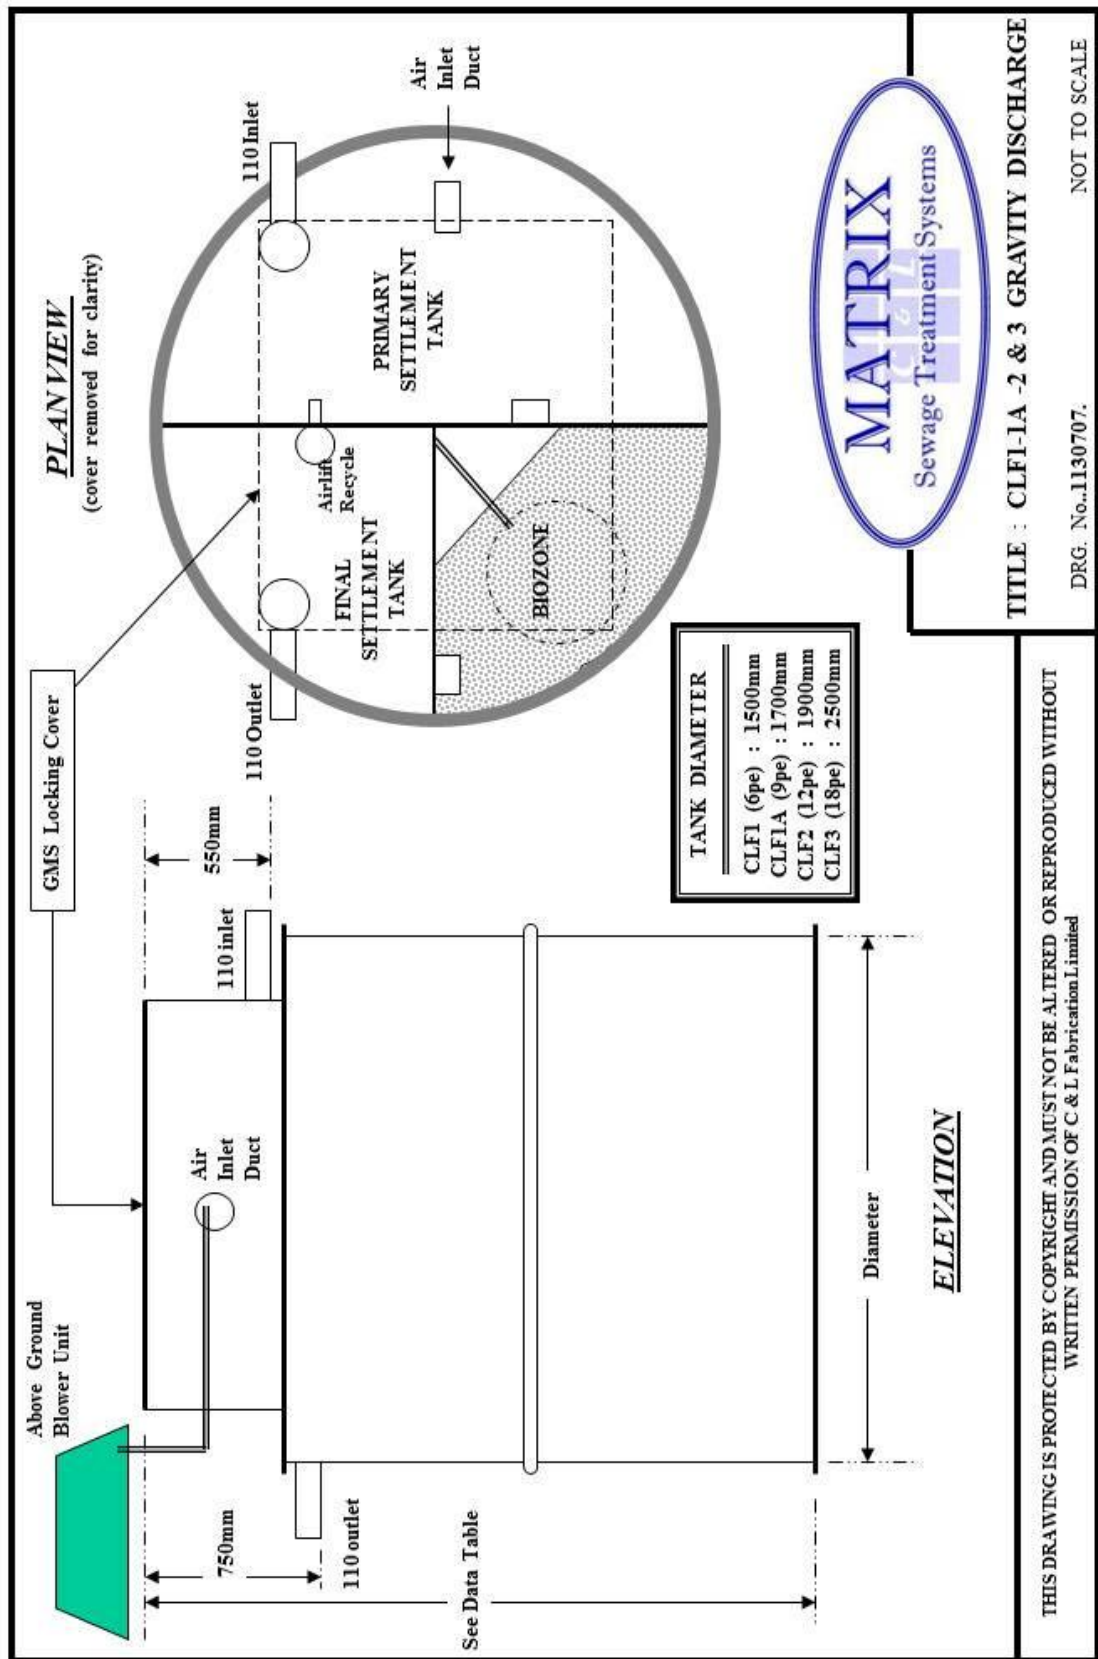 Above Ground
Blower Unit
GMS Locking Cover
PLAN VIEW
(cover removed for clarity)
Air
Inlet
Duct
110 inlet
550mm
750mm
110 outlet
See Data Table
Diameter
ELEVATION
110 Outlet
110 Inlet
Air
Inlet
Duct
Airlift
Recycle
FINAL
SETTLEMENT
TANK
PRIMARY
SETTLEMENT
TANK
BIOZONE
TANK DIAMETER
CLF1 (6pe) : 1500mm
CLF1A (9pe) : 1700mm
CLF2 (12pe) : 1900mm
CLF3 (18pe) : 2500mm
C & L
MATRIX
Sewage Treatment Systems
TITLE : CLF1-1A -2 & 3 GRAVITY DISCHARGE
DRG. No..1130707.
NOT TO SCALE
THIS DRAWING IS PROTECTED BY COPYRIGHT AND MUST NOT BE ALTERED OR REPRODUCED WITHOUT
WRITTEN PERMISSION OF C & L Fabrication Limited